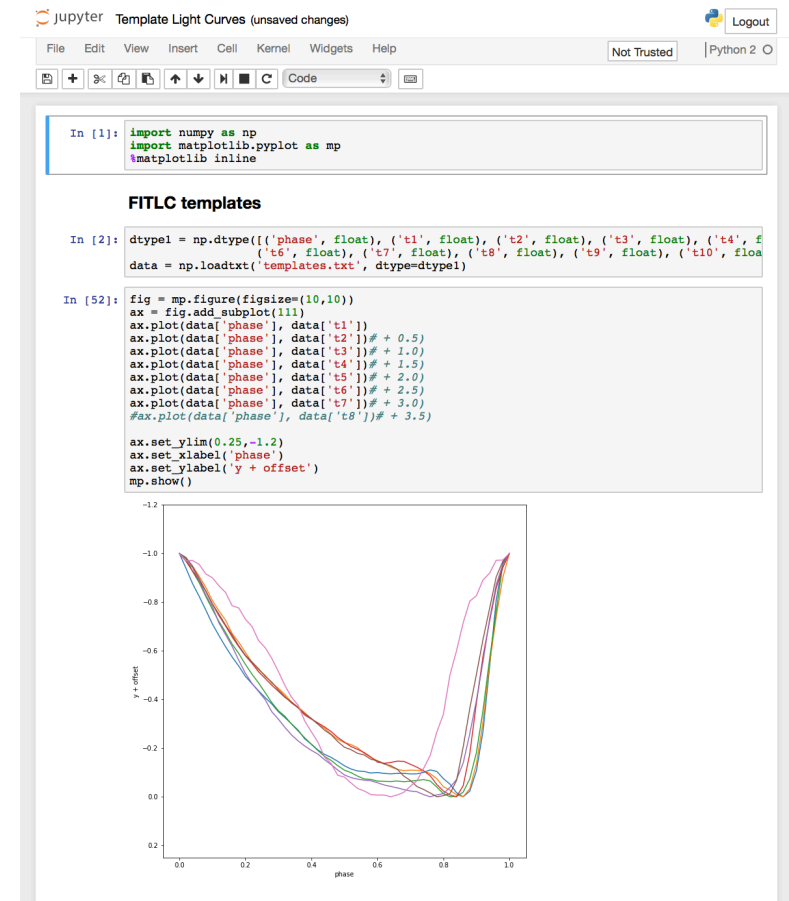 jupyter Template Light Curves (unsaved changes)
Logout
File Edit View Insert Cell Kernel Widgets Help
Not Trusted
Python 2
Code
In [1]:
import numpy as np
import matplotlib.pyplot as mp
%matplotlib inline
FITLC templates
In [2]:
dtype1 = np.dtype([('phase', float), ('t1', float), ('t2', float), ('t3', float), ('t4', f
('t6', float), ('t7', float), ('t8', float), ('t9', float), ('t10', floa
data = np.loadtxt('templates.txt', dtype=dtype1)
In [52]:
fig = mp.figure(figsize=(10,10))
ax = fig.add_subplot(111)
ax.plot(data['phase'], data['t1'])
ax.plot(data['phase'], data['t2'])# + 0.5)
ax.plot(data['phase'], data['t3'])# + 1.0)
ax.plot(data['phase'], data['t4'])# + 1.5)
ax.plot(data['phase'], data['t5'])# + 2.0)
ax.plot(data['phase'], data['t6'])# + 2.5)
ax.plot(data['phase'], data['t7'])# + 3.0)
#ax.plot(data['phase'], data['t8'])# + 3.5)
ax.set_ylim(0.25,-1.2)
ax.set_xlabel('phase')
ax.set_ylabel('y + offset')
mp.show()
−1.2
−1.0
−0.8
−0.6
−0.4
−0.2
0.0
0.2
y + offset
0.0 0.2 0.4 0.6 0.8 1.0
phase